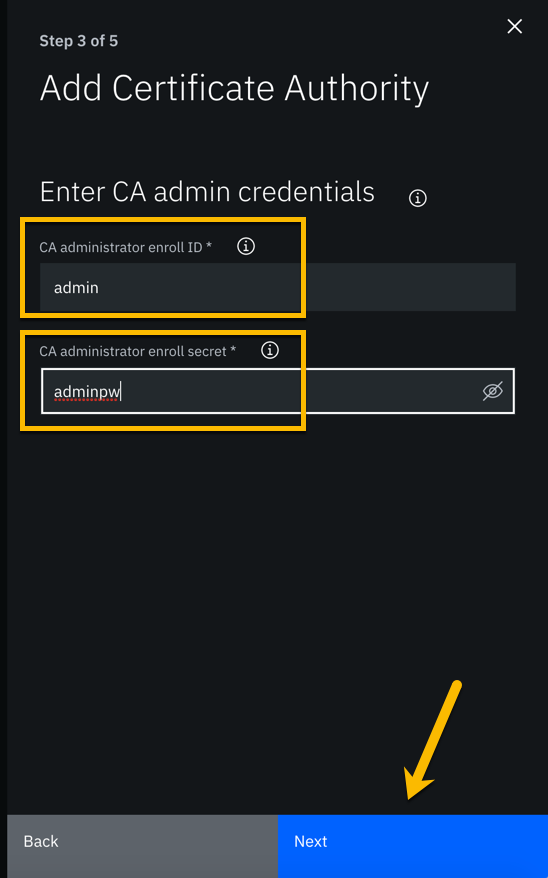 Step 3 of 5
Add Certificate Authority
Enter CA admin credentials
CA administrator enroll ID *
admin
CA administrator enroll secret *
adminpw
Back
Next